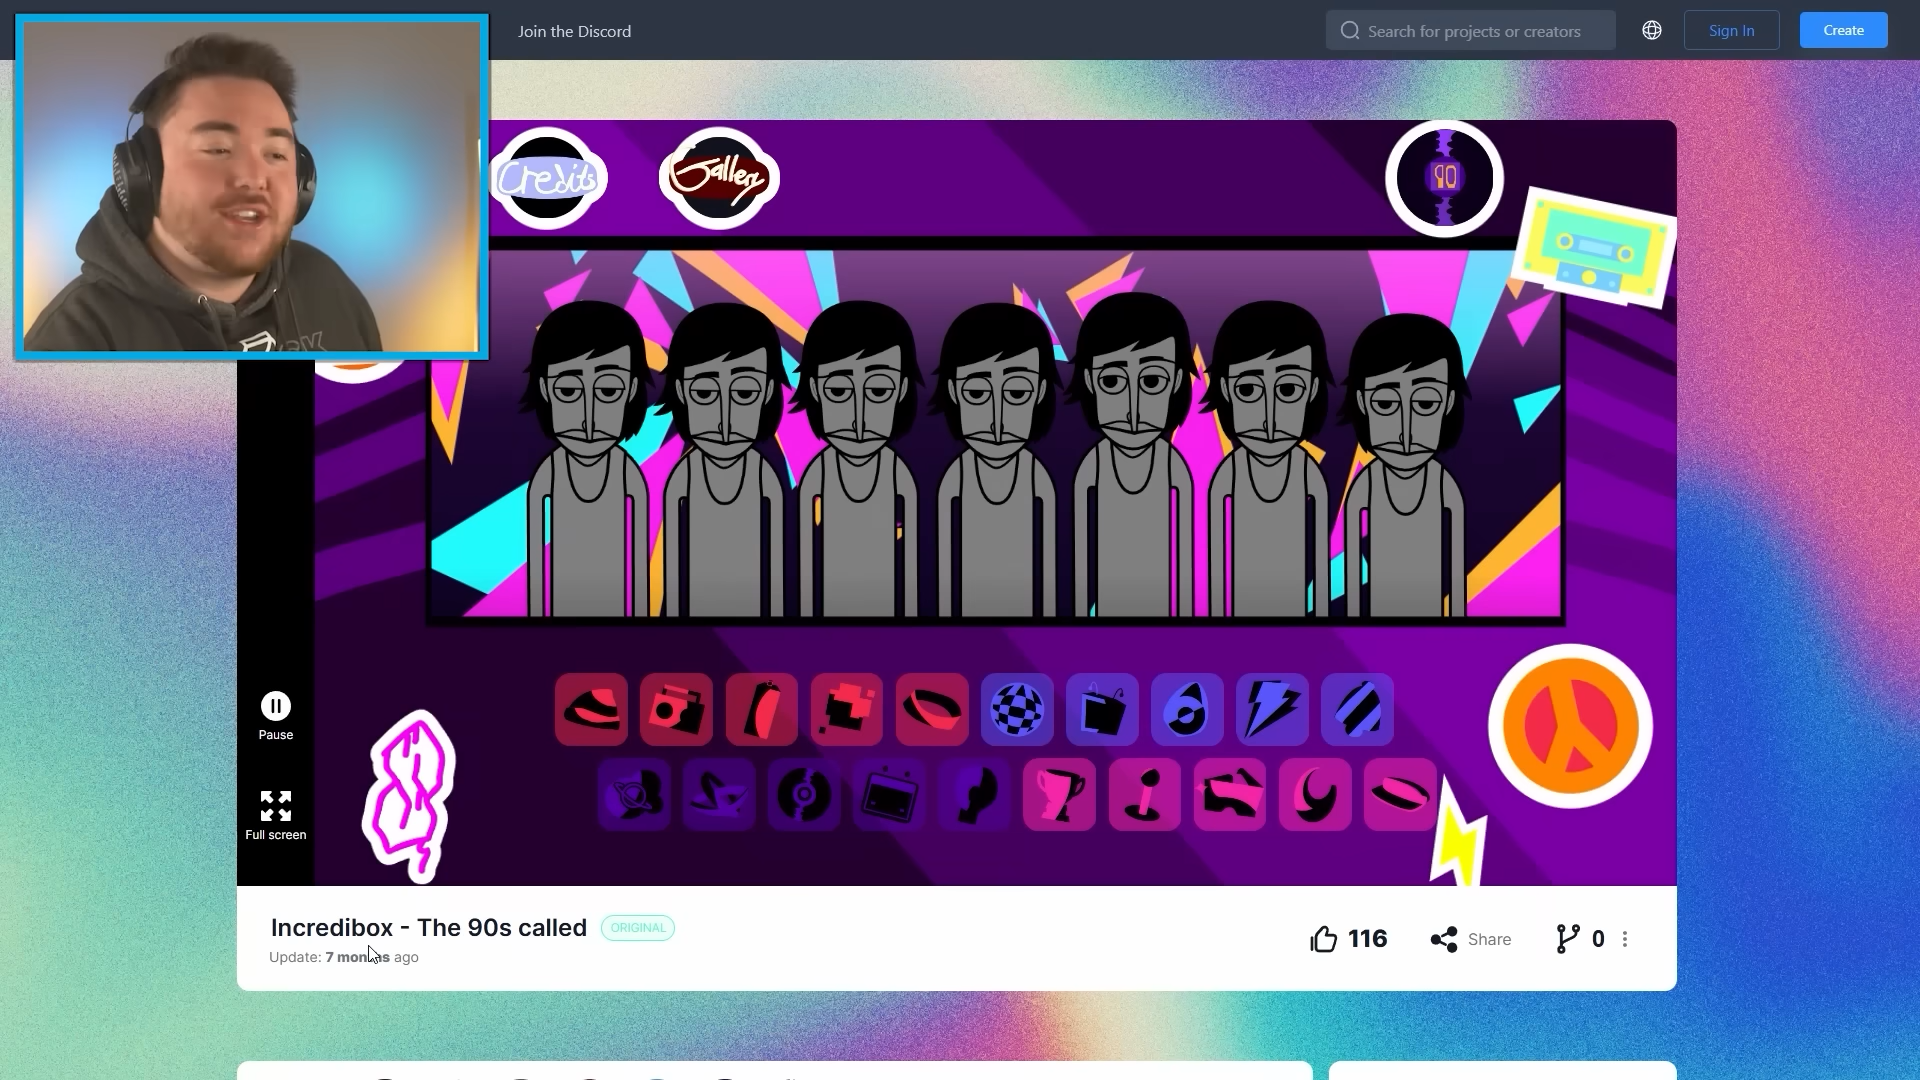 Join the Discord
Search for projects or creators
Sign In
Create
Credits
Gallery
90
Pause
Full screen
Incredibox - The 90s called
ORIGINAL
Update: 7 months ago
116
Share
0